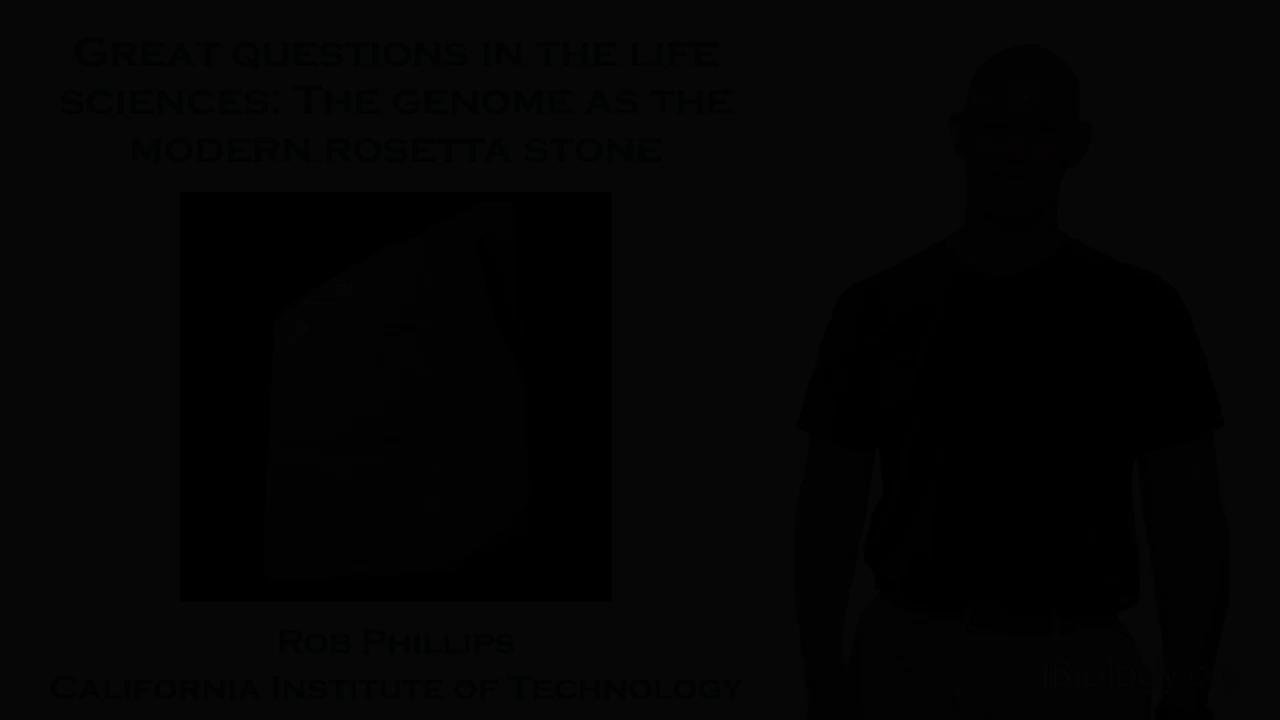 Great questions in the life
sciences: The genome as the
modern rosetta stone
Rob Phillips
California Institute of Technology